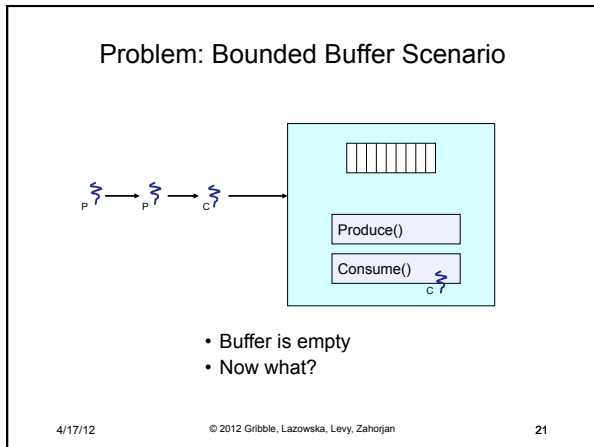 Problem: Bounded Buffer Scenario
P
P
C
Produce()
Consume()
C
• Buffer is empty
• Now what?
4/17/12
© 2012 Gribble, Lazowska, Levy, Zahorjan
21